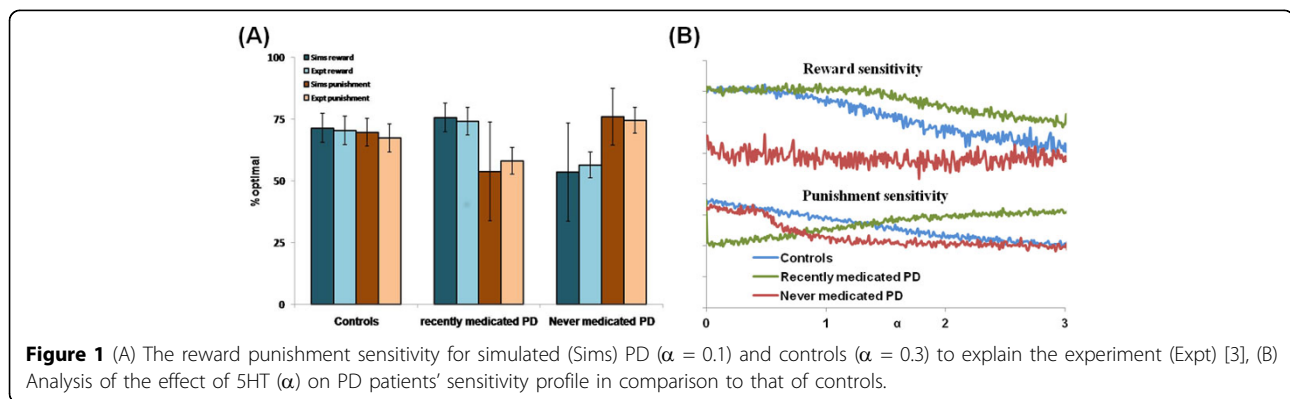 (A)
100
75
50
25
0
% optimal
Sims reward
Expt reward
Sims punishment
Expt punishment
Controls
recently medicated PD
Never medicated PD
(B)
Reward sensitivity
Punishment sensitivity
Controls
Recently medicated PD
Never medicated PD
0
1
α
2
3
Figure 1 (A) The reward punishment sensitivity for simulated (Sims) PD (α = 0.1) and controls (α = 0.3) to explain the experiment (Expt) [3], (B)
Analysis of the effect of 5HT (α) on PD patients' sensitivity profile in comparison to that of controls.